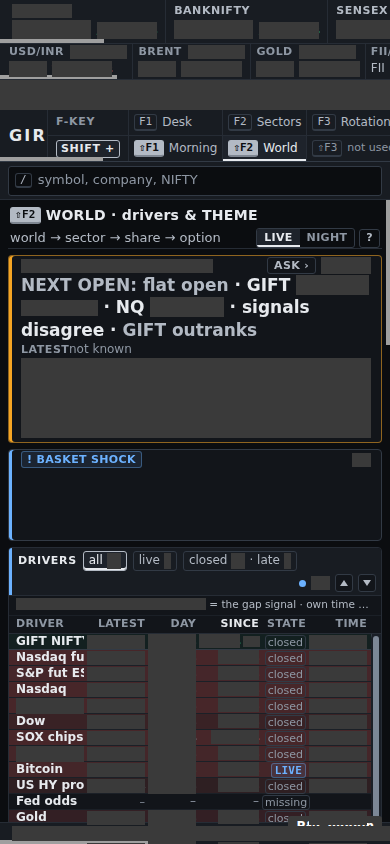 BANKNIFTY SENSEX
USD/INR BRENT GOLD FII/
FII
F-KEY F1 Desk F2 Sectors F3 Rotation
GIR
SHIFT + ⇧F1 Morning ⇧F2 World ⇧F3 not used
/ symbol, company, NIFTY
⇧F2 WORLD · drivers & THEME
world → sector → share → option LIVE NIGHT ?
ASK ›
NEXT OPEN: flat open · GIFT
· NQ · signals
disagree · GIFT outranks
LATEST not known
! BASKET SHOCK
DRIVERS all live closed · late
= the gap signal · own time ...
DRIVER LATEST DAY SINCE STATE TIME
GIFT NIFTY closed
Nasdaq fu closed
S&P fut ES closed
Nasdaq closed
closed
Dow closed
SOX chips closed
closed
Bitcoin LIVE
US HY pro closed
Fed odds – – – missing
Gold